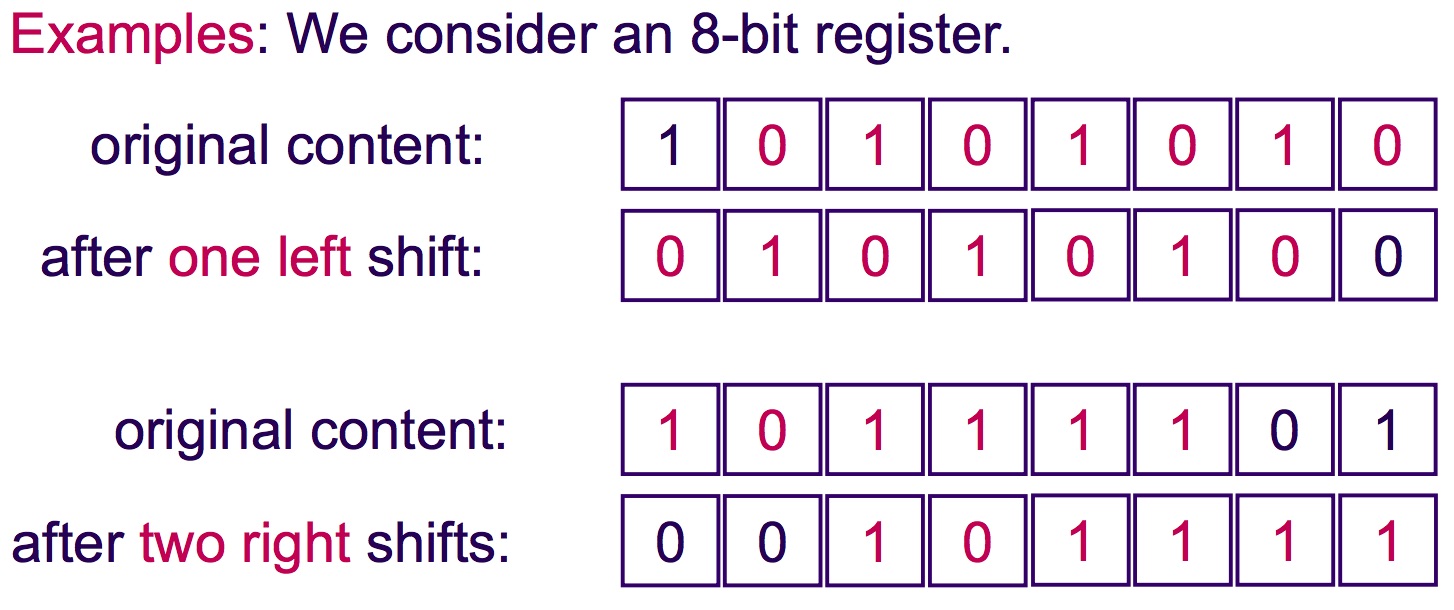 Examples: We consider an 8-bit register.
original content: 1 0 1 0 1 0 1 0
after one left shift: 0 1 0 1 0 1 0 0
original content: 1 0 1 1 1 1 0 1
after two right shifts: 0 0 1 0 1 1 1 1